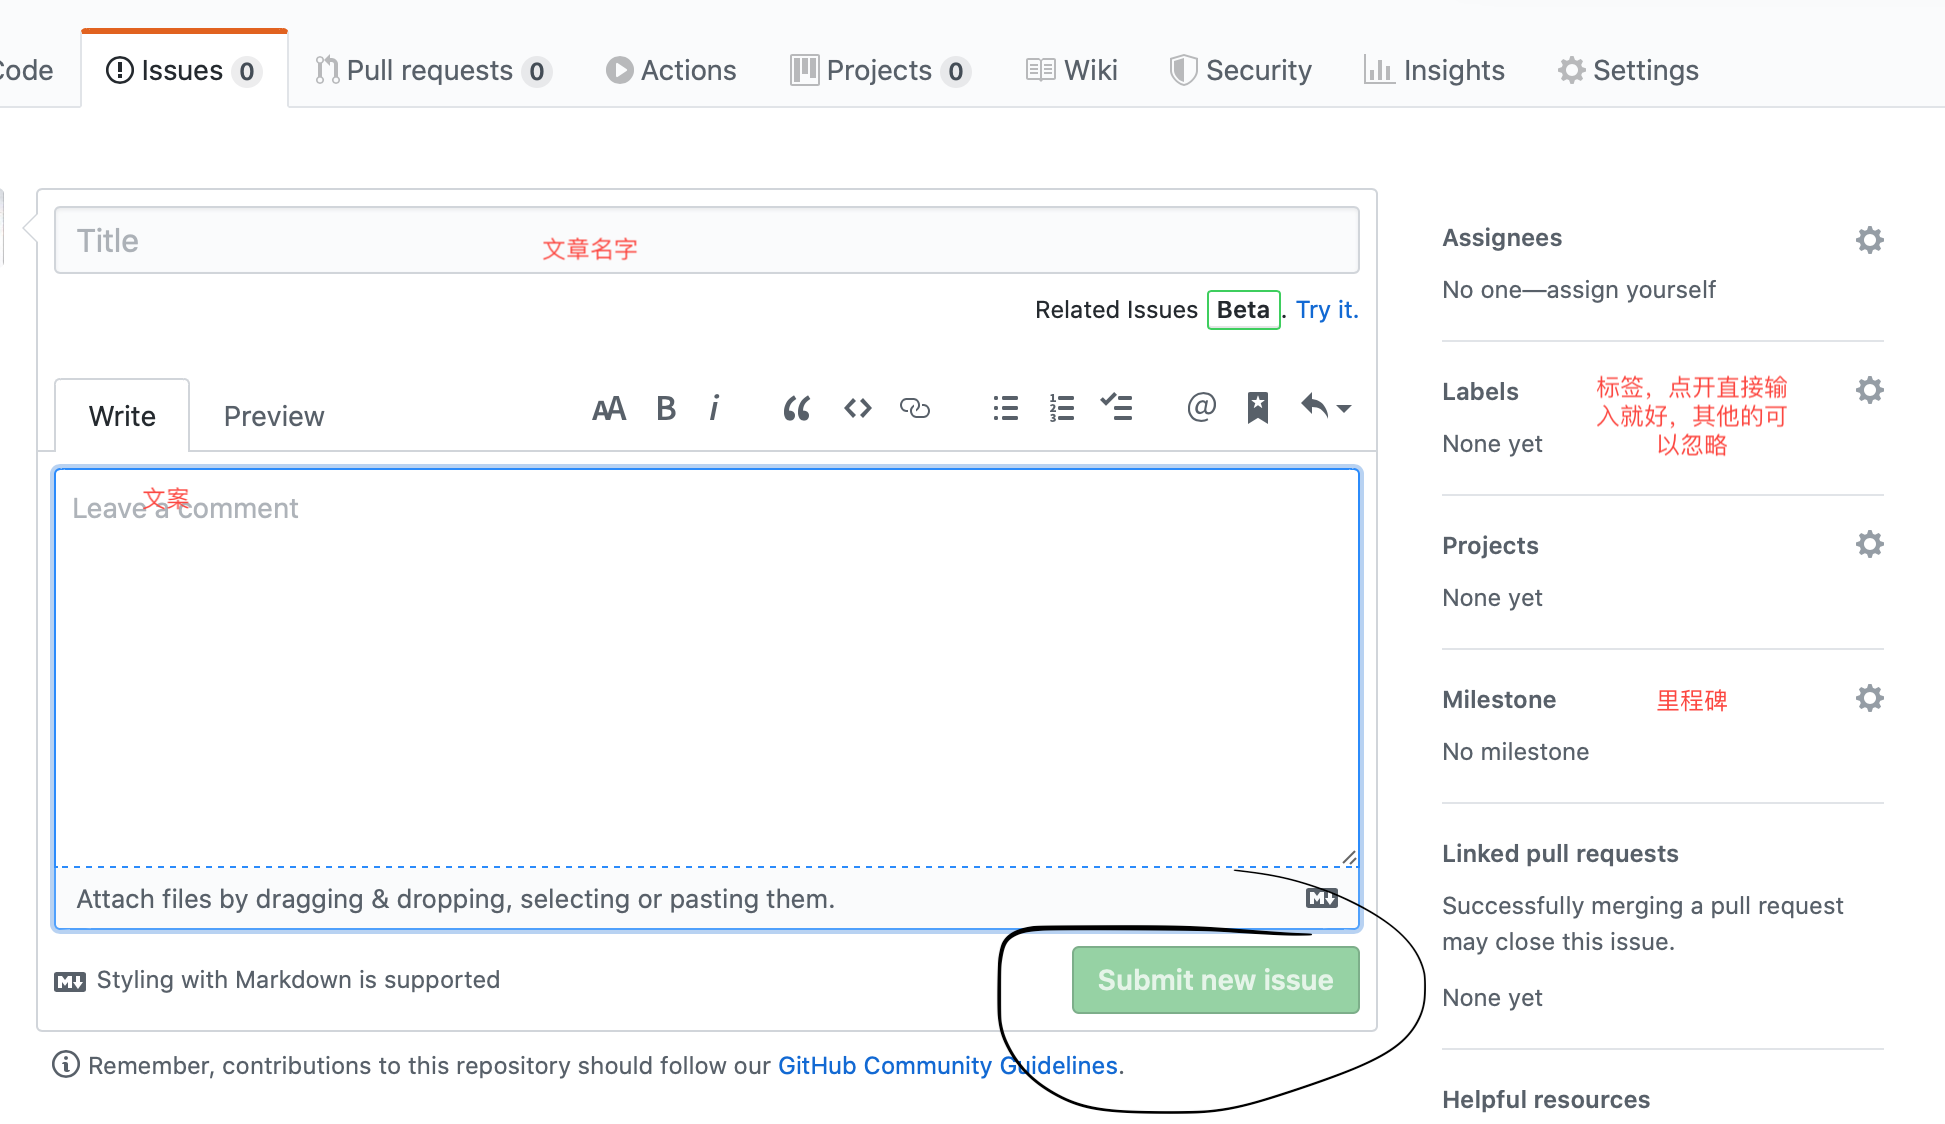 Code
Issues 0
Pull requests 0
Actions
Projects 0
Wiki
Security
Insights
Settings
Title
文章名字
Related Issues Beta. Try it.
Write
Preview
AA B i
Leave a comment
文案
Attach files by dragging & dropping, selecting or pasting them.
Styling with Markdown is supported
Submit new issue
Remember, contributions to this repository should follow our GitHub Community Guidelines.
Assignees
No one—assign yourself
Labels
标签，点开直接输
入就好，其他的可
以忽略
None yet
Projects
None yet
Milestone
里程碑
No milestone
Linked pull requests
Successfully merging a pull request
may close this issue.
None yet
Helpful resources